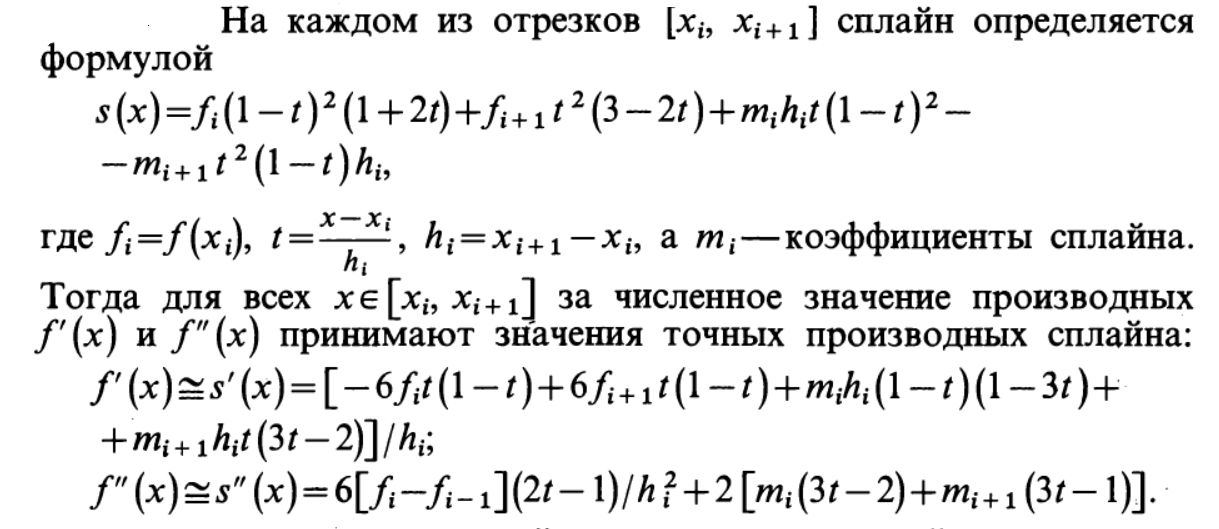 На каждом из отрезков [xᵢ, xᵢ₊₁] сплайн определяется
формулой
s(x)=fᵢ(1−t)²(1+2t)+fᵢ₊₁t²(3−2t)+mᵢhᵢt(1−t)²−
−mᵢ₊₁t²(1−t)hᵢ,
где fᵢ=f(xᵢ), t=(x−xᵢ)/hᵢ, hᵢ=xᵢ₊₁−xᵢ, а mᵢ—коэффициенты сплайна.
Тогда для всех x∈[xᵢ, xᵢ₊₁] за численное значение производных
f′(x) и f″(x) принимают значения точных производных сплайна:
f′(x)≅s′(x)=[−6fᵢt(1−t)+6fᵢ₊₁t(1−t)+mᵢhᵢ(1−t)(1−3t)+
+mᵢ₊₁hᵢt(3t−2)]/hᵢ;
f″(x)≅s″(x)=6[fᵢ−fᵢ₋₁](2t−1)/hᵢ²+2[mᵢ(3t−2)+mᵢ₊₁(3t−1)].